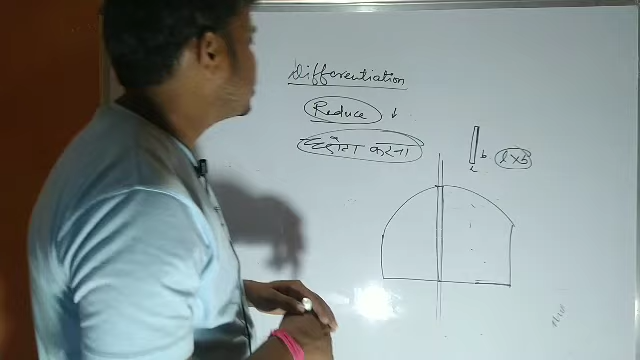 Differentiation
Reduce ↓
छोटा करना
b
l × b
l